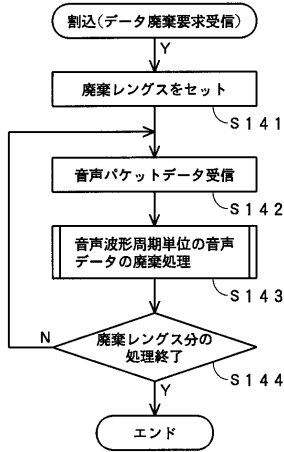 割込(データ廃棄要求受信)
Y
廃棄レングスをセット
S141
音声パケットデータ受信
S142
音声波形周期単位の音声
データの廃棄処理
S143
N
廃棄レングス分の
処理終了
S144
Y
エンド